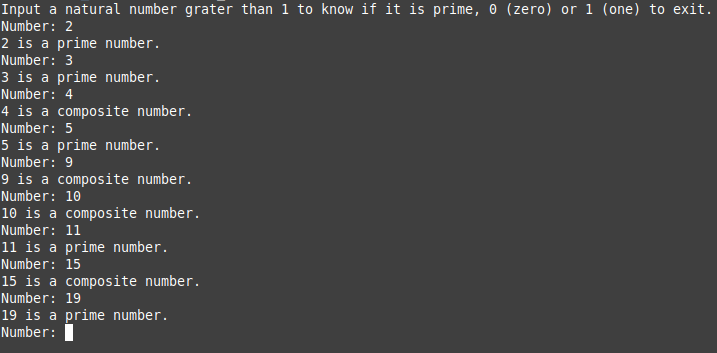 Input a natural number grater than 1 to know if it is prime, 0 (zero) or 1 (one) to exit.
Number: 2
2 is a prime number.
Number: 3
3 is a prime number.
Number: 4
4 is a composite number.
Number: 5
5 is a prime number.
Number: 9
9 is a composite number.
Number: 10
10 is a composite number.
Number: 11
11 is a prime number.
Number: 15
15 is a composite number.
Number: 19
19 is a prime number.
Number: